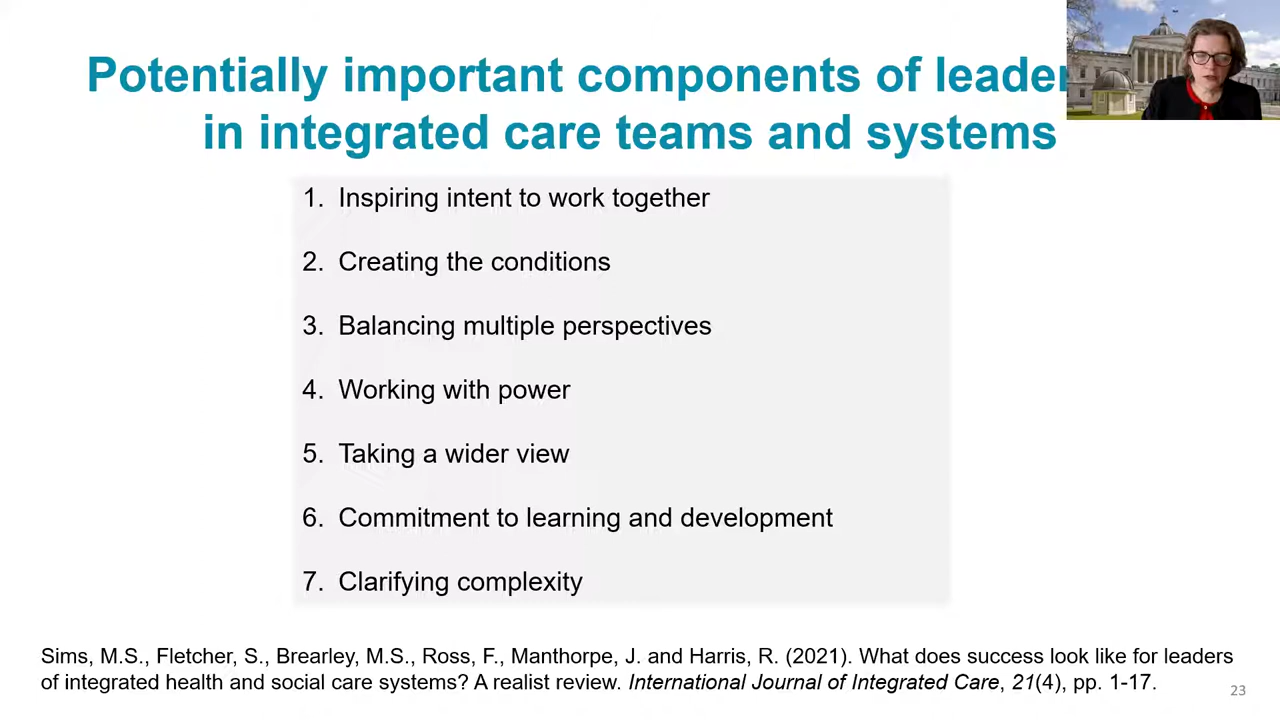 Potentially important components of
in integrated care teams and systems
1. Inspiring intent to work together
2. Creating the conditions
3. Balancing multiple perspectives
4. Working with power
5. Taking a wider view
6. Commitment to learning and development
7. Clarifying complexity
Sims, M.S., Fletcher, S., Brearley, M.S., Ross, F., Manthorpe, J. and Harris, R. (2021). What does success look like for leaders
of integrated health and social care systems? A realist review. International Journal of Integrated Care, 21(4), pp. 1-17.
23